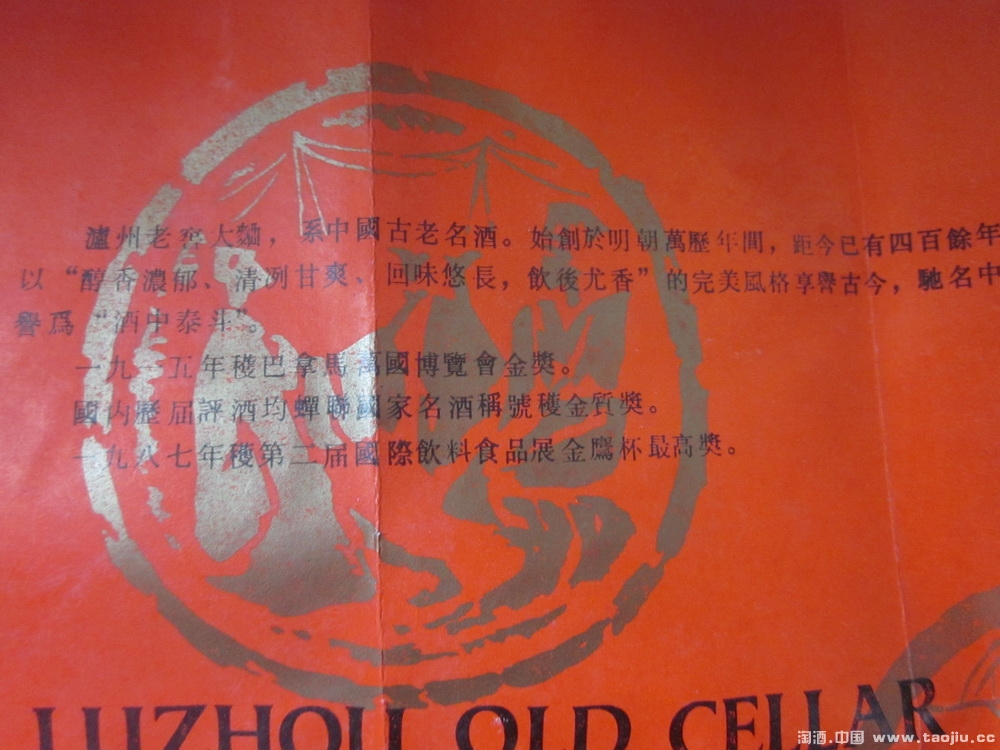 瀘州老窖大麯，系中國古老名酒。始創於明朝萬歷年間，距今已有四百餘年
以“醇香濃郁、清冽甘爽、回味悠長，飲後尤香”的完美風格享譽古今，馳名中
譽爲“酒中泰斗”。
一九一五年穫巴拿馬萬國博覽會金獎。
國内歷届評酒均蟬聯國家名酒稱號穫金質獎。
一九八七年穫第二届國際飲料食品展金鷹杯最高獎。
LUZHOU OLD CELLAR
淘酒.中国 www.taojiu.cc